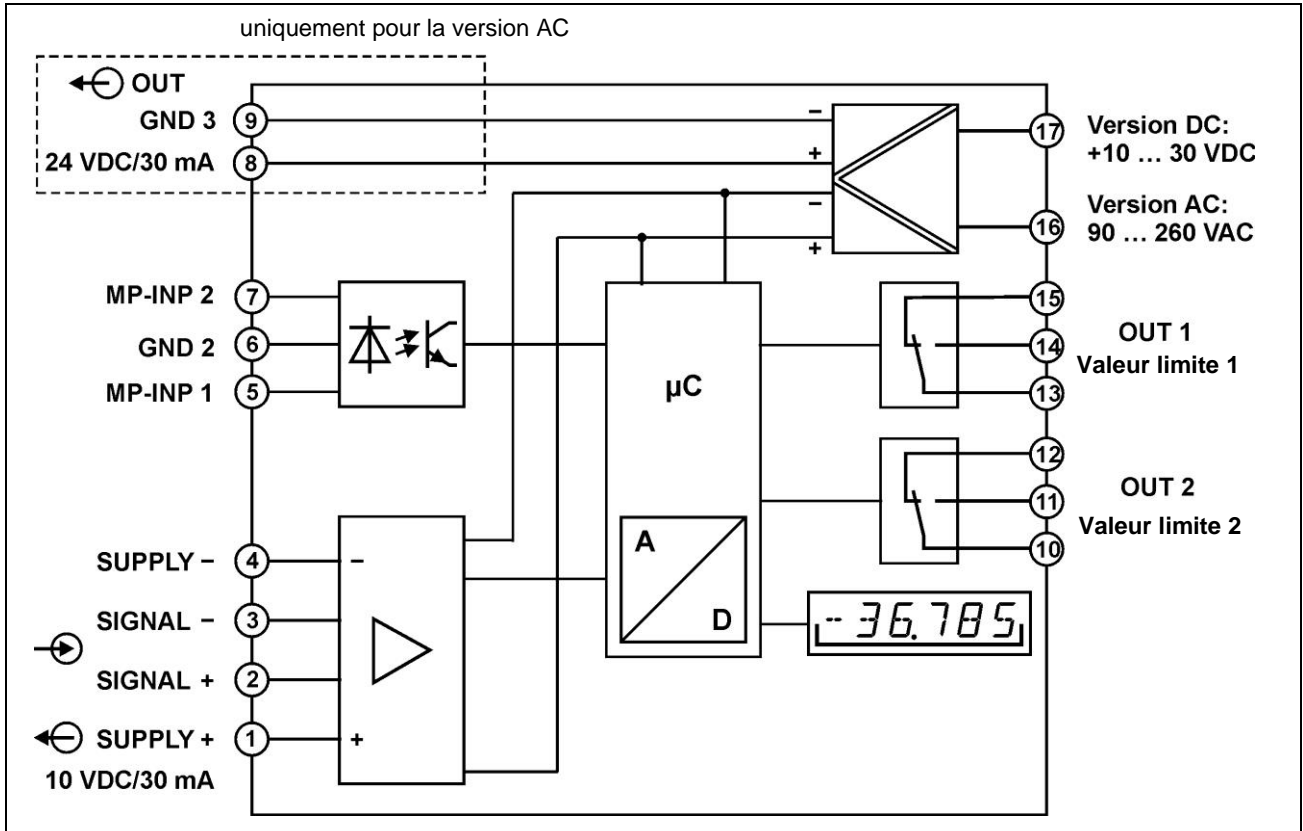 uniquement pour la version AC
OUT
GND 3 9
24 VDC/30 mA 8
− 
+
−
+
17 Version DC:
+10 ... 30 VDC
16 Version AC:
90 ... 260 VAC
MP-INP 2 7
GND 2 6
MP-INP 1 5
µC
15
14
13
OUT 1
Valeur limite 1
12
11
10
OUT 2
Valeur limite 2
A
D
-36.785
SUPPLY − 4 −
SIGNAL − 3
SIGNAL + 2
SUPPLY + 1 +
10 VDC/30 mA